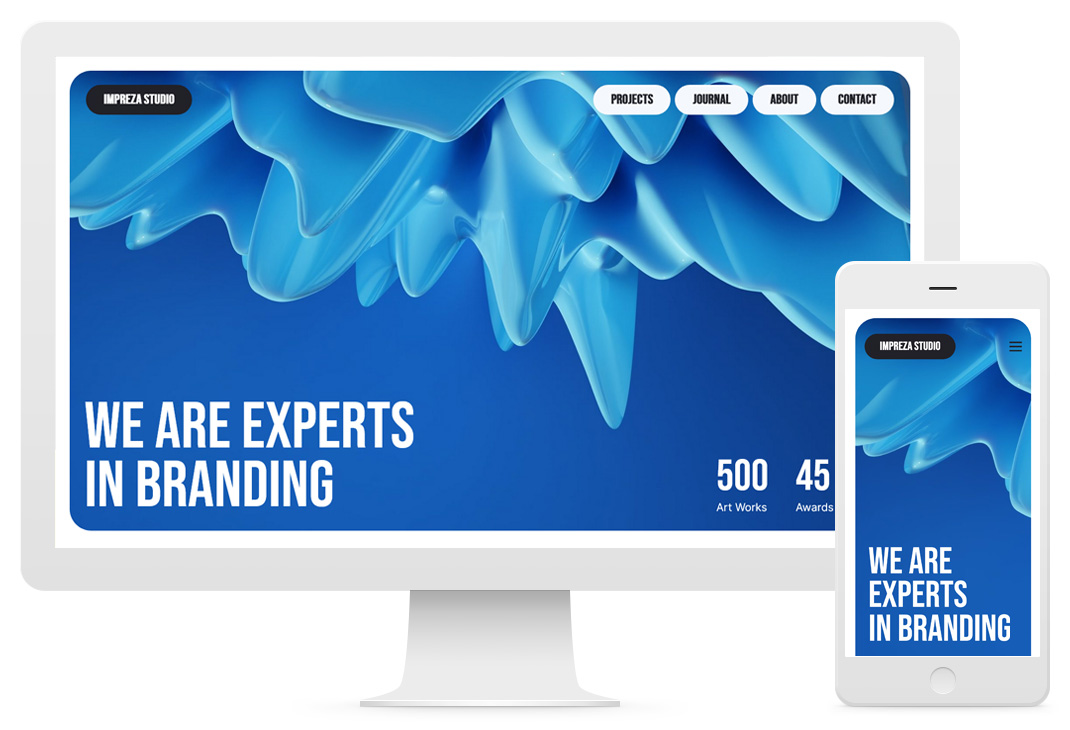 IMPREZA STUDIO
PROJECTS JOURNAL ABOUT CONTACT
WE ARE EXPERTS
IN BRANDING
500 45
Art Works Awards
IMPREZA STUDIO
WE ARE
EXPERTS
IN BRANDING